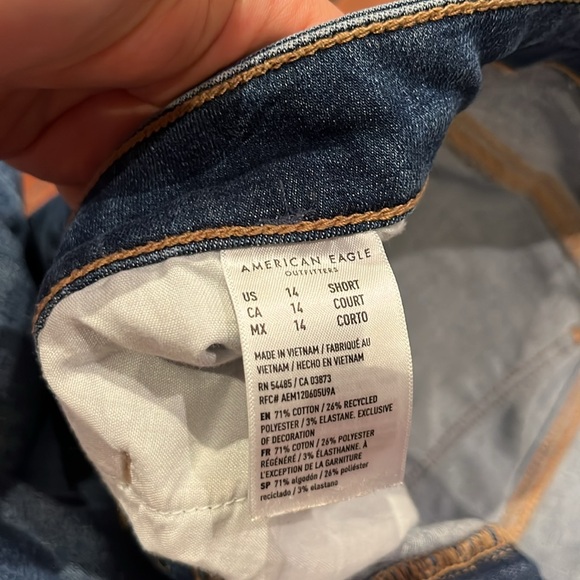 AMERICAN EAGLE
OUTFITTERS
US 14 SHORT
CA 14 COURT
MX 14 CORTO
MADE IN VIETNAM / FABRIQUÉ AU
VIETNAM / HECHO EN VIETNAM
RN 54485 / CA 03873
RFC# AEM120605U9A
EN 71% COTTON / 26% RECYCLED
POLYESTER / 3% ELASTANE. EXCLUSIVE
OF DECORATION
FR 71% COTON / 26% POLYESTER
RÉGÉNÉRÉ / 3% ÉLASTHANNE. À
L'EXCEPTION DE LA GARNITURE
SP 71% algodón / 26% poliéster
reciclado / 3% elastano